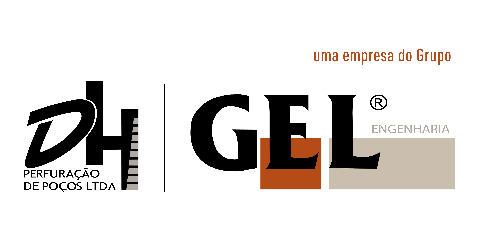 uma empresa do Grupo
DH
PERFURAÇÃO
DE POÇOS LTDA
GEL®
ENGENHARIA